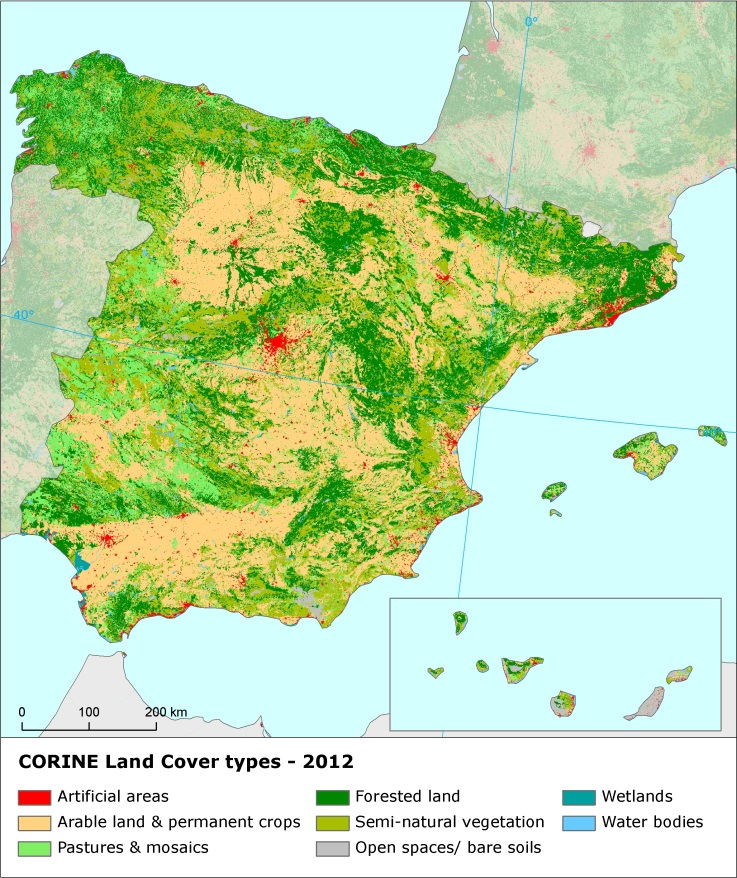 0°
40°
0 100 200 km
CORINE Land Cover types - 2012
Artificial areas
Arable land & permanent crops
Pastures & mosaics
Forested land
Semi-natural vegetation
Open spaces/ bare soils
Wetlands
Water bodies